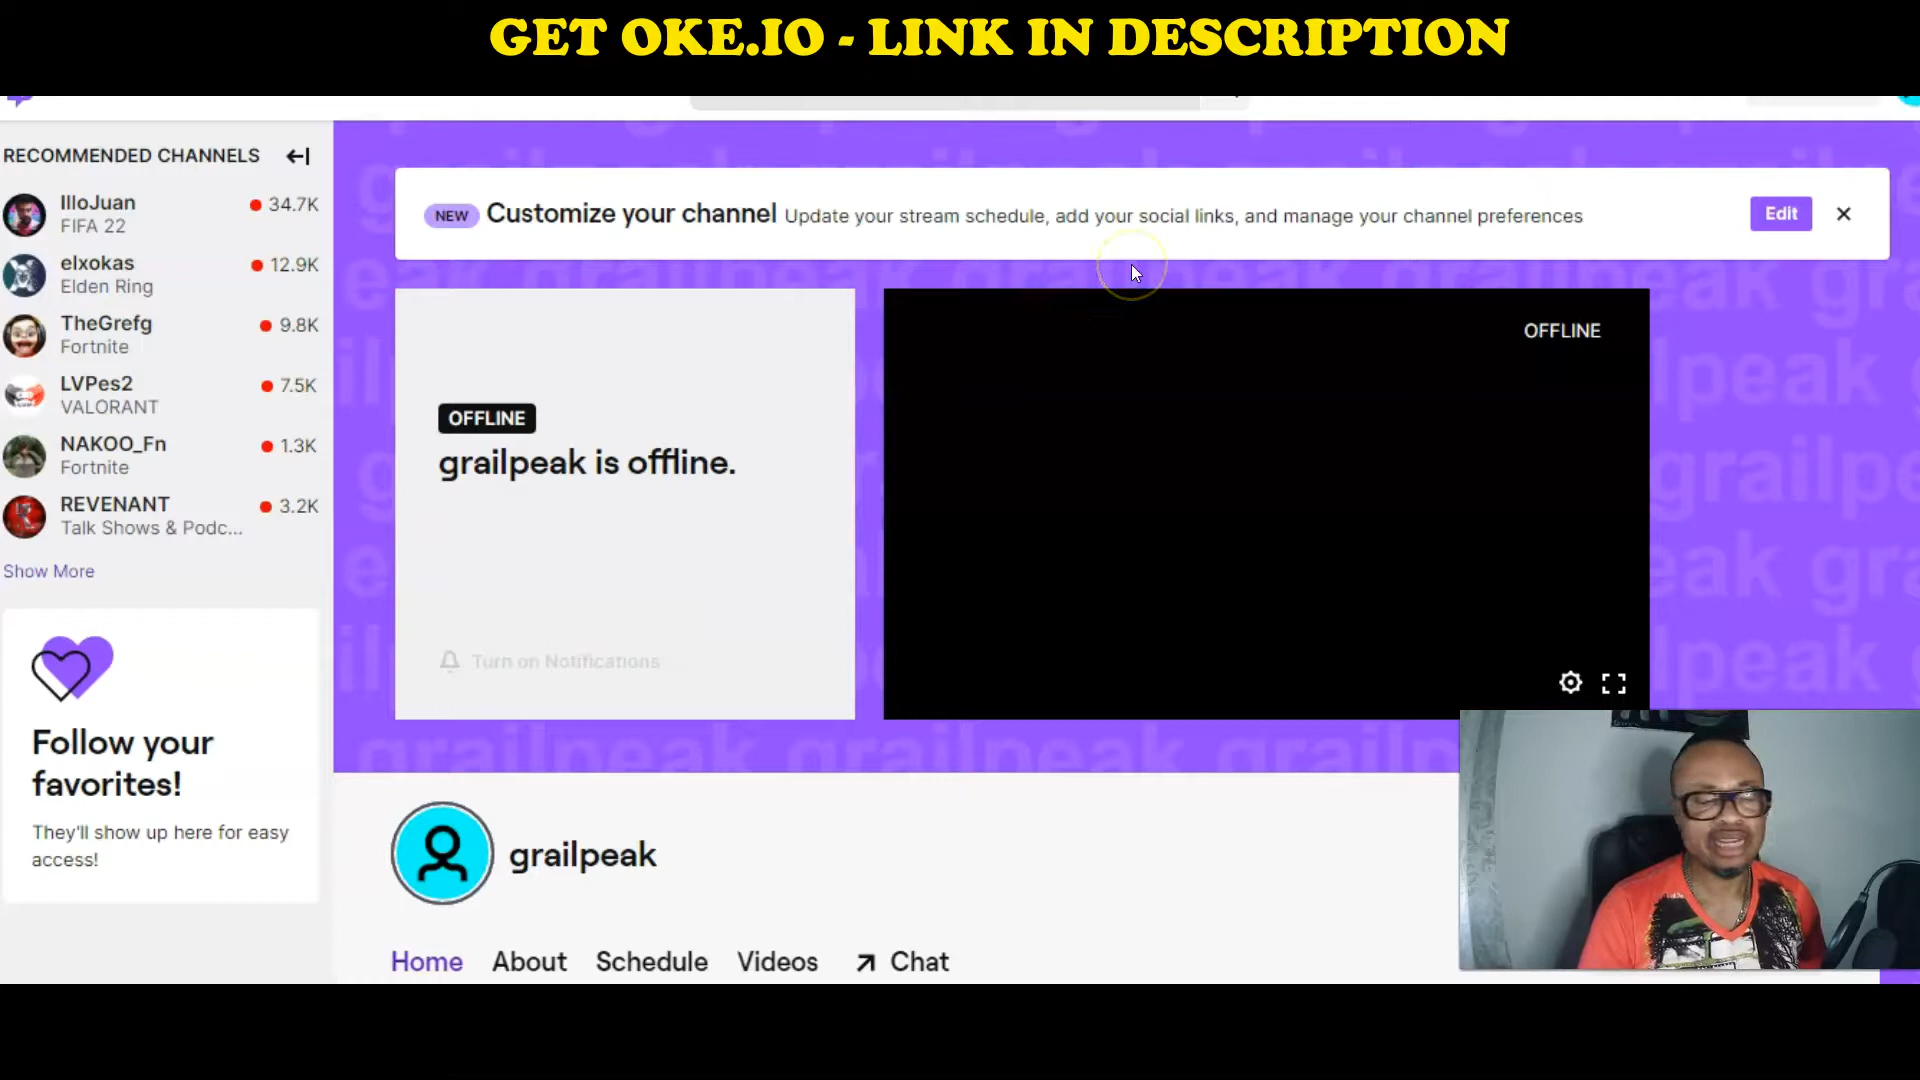 GET OKE.IO - LINK IN DESCRIPTION
RECOMMENDED CHANNELS
IlloJuan
34.7K
FIFA 22
elxokas
12.9K
Elden Ring
TheGrefg
9.8K
Fortnite
LVPes2
7.5K
VALORANT
NAKOO_Fn
1.3K
Fortnite
REVENANT
3.2K
Talk Shows & Podc...
Show More
Follow your
favorites!
They'll show up here for easy
access!
NEW Customize your channel Update your stream schedule, add your social links, and manage your channel preferences
Edit
OFFLINE
grailpeak is offline.
Turn on Notifications
OFFLINE
grailpeak grailpeak grailpeak
grailpeak
Home About Schedule Videos Chat